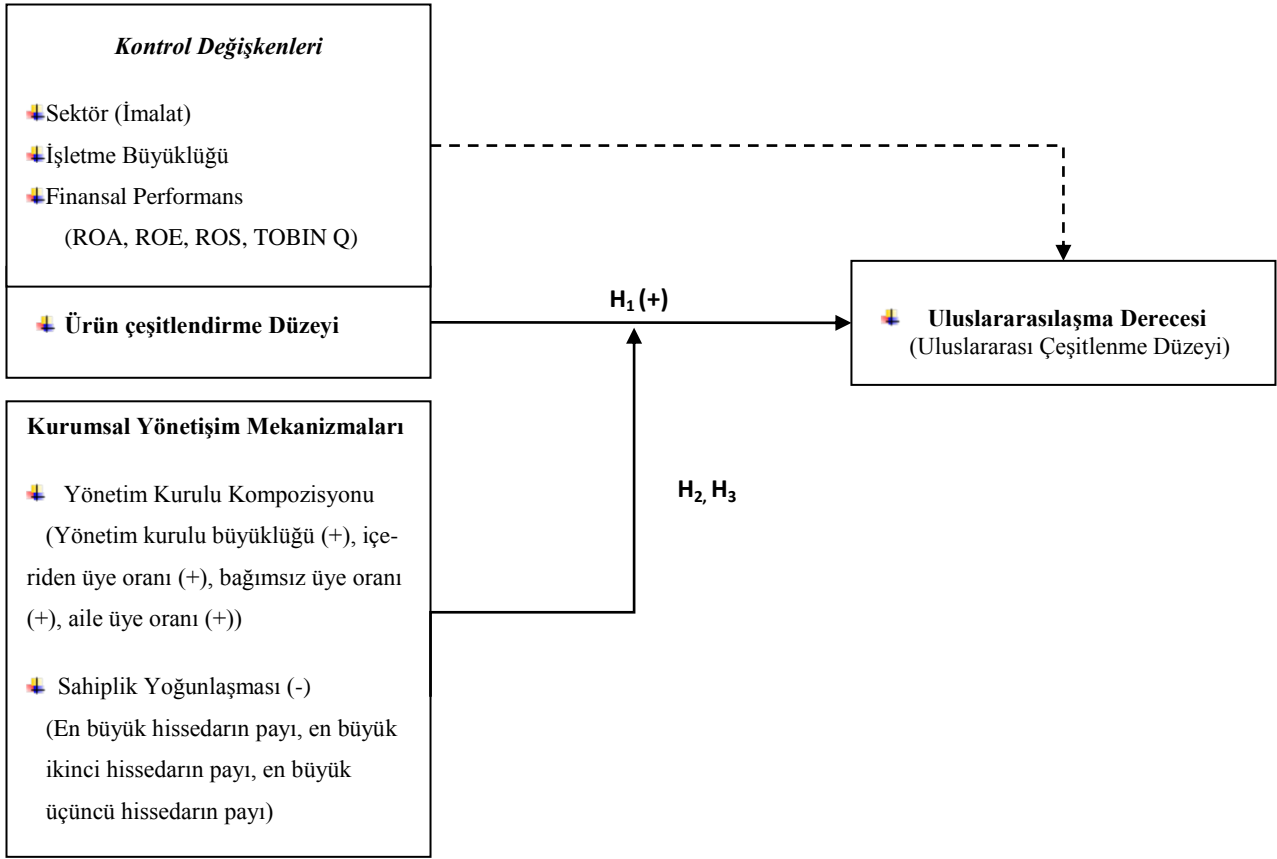 Kontrol Değişkenleri
Sektör (İmalat)
İşletme Büyüklüğü
Finansal Performans
(ROA, ROE, ROS, TOBIN Q)
Ürün çeşitlendirme Düzeyi
H₁ (+)
Uluslararasılaşma Derecesi
(Uluslararası Çeşitlenme Düzeyi)
Kurumsal Yönetişim Mekanizmaları
Yönetim Kurulu Kompozisyonu
(Yönetim kurulu büyüklüğü (+), içe-
riden üye oranı (+), bağımsız üye oranı
(+), aile üye oranı (+))
H₂, H₃
Sahiplik Yoğunlaşması (-)
(En büyük hissedarın payı, en büyük
ikinci hissedarın payı, en büyük
üçüncü hissedarın payı)